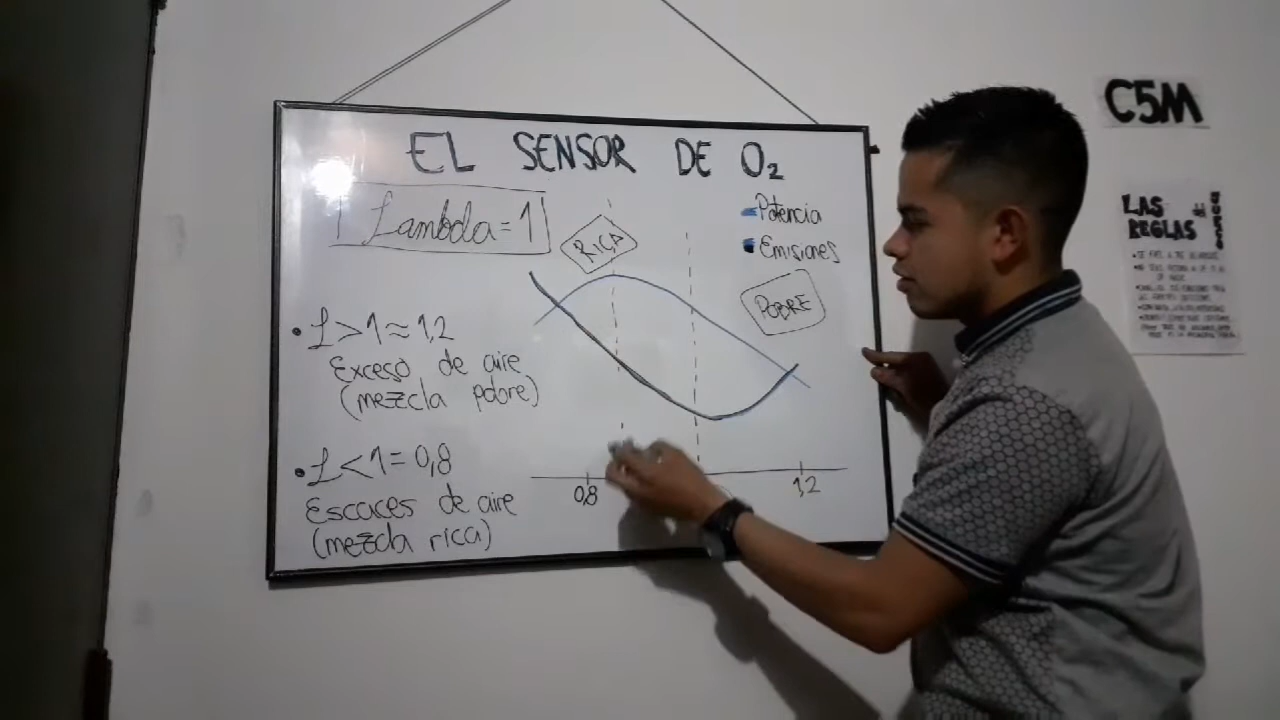 EL SENSOR DE O₂
Lambda = 1
RICA
Potencia
Emisiones
POBRE
• L > 1 ≈ 1,2
Exceso de aire
(mezcla pobre)
• L < 1 = 0,8
Escaces de aire
(mezcla rica)
0,8
1,2
C5M
LAS
REGLAS